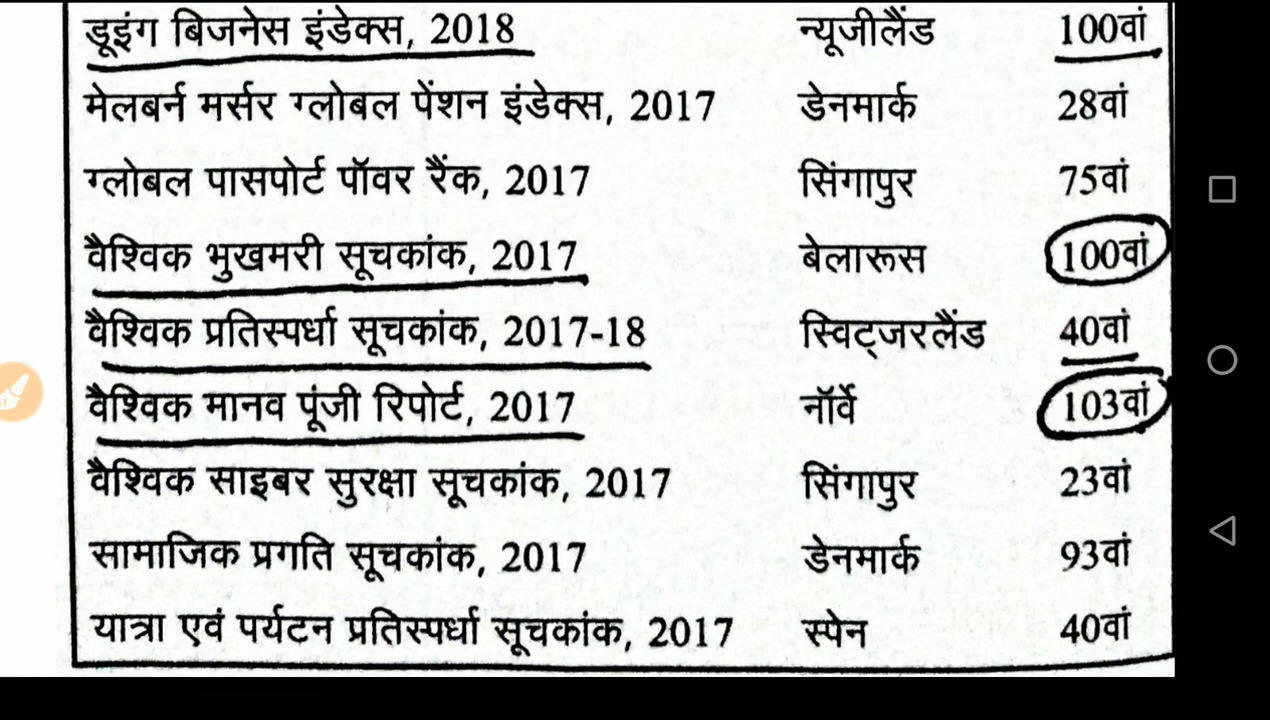 डूइंग बिजनेस इंडेक्स, 2018 न्यूजीलैंड 100वां
मेलबर्न मर्सर ग्लोबल पेंशन इंडेक्स, 2017 डेनमार्क 28वां
ग्लोबल पासपोर्ट पॉवर रैंक, 2017 सिंगापुर 75वां
वैश्विक भुखमरी सूचकांक, 2017 बेलारूस 100वां
वैश्विक प्रतिस्पर्धा सूचकांक, 2017-18 स्विट्जरलैंड 40वां
वैश्विक मानव पूंजी रिपोर्ट, 2017 नॉर्वे 103वां
वैश्विक साइबर सुरक्षा सूचकांक, 2017 सिंगापुर 23वां
सामाजिक प्रगति सूचकांक, 2017 डेनमार्क 93वां
यात्रा एवं पर्यटन प्रतिस्पर्धा सूचकांक, 2017 स्पेन 40वां